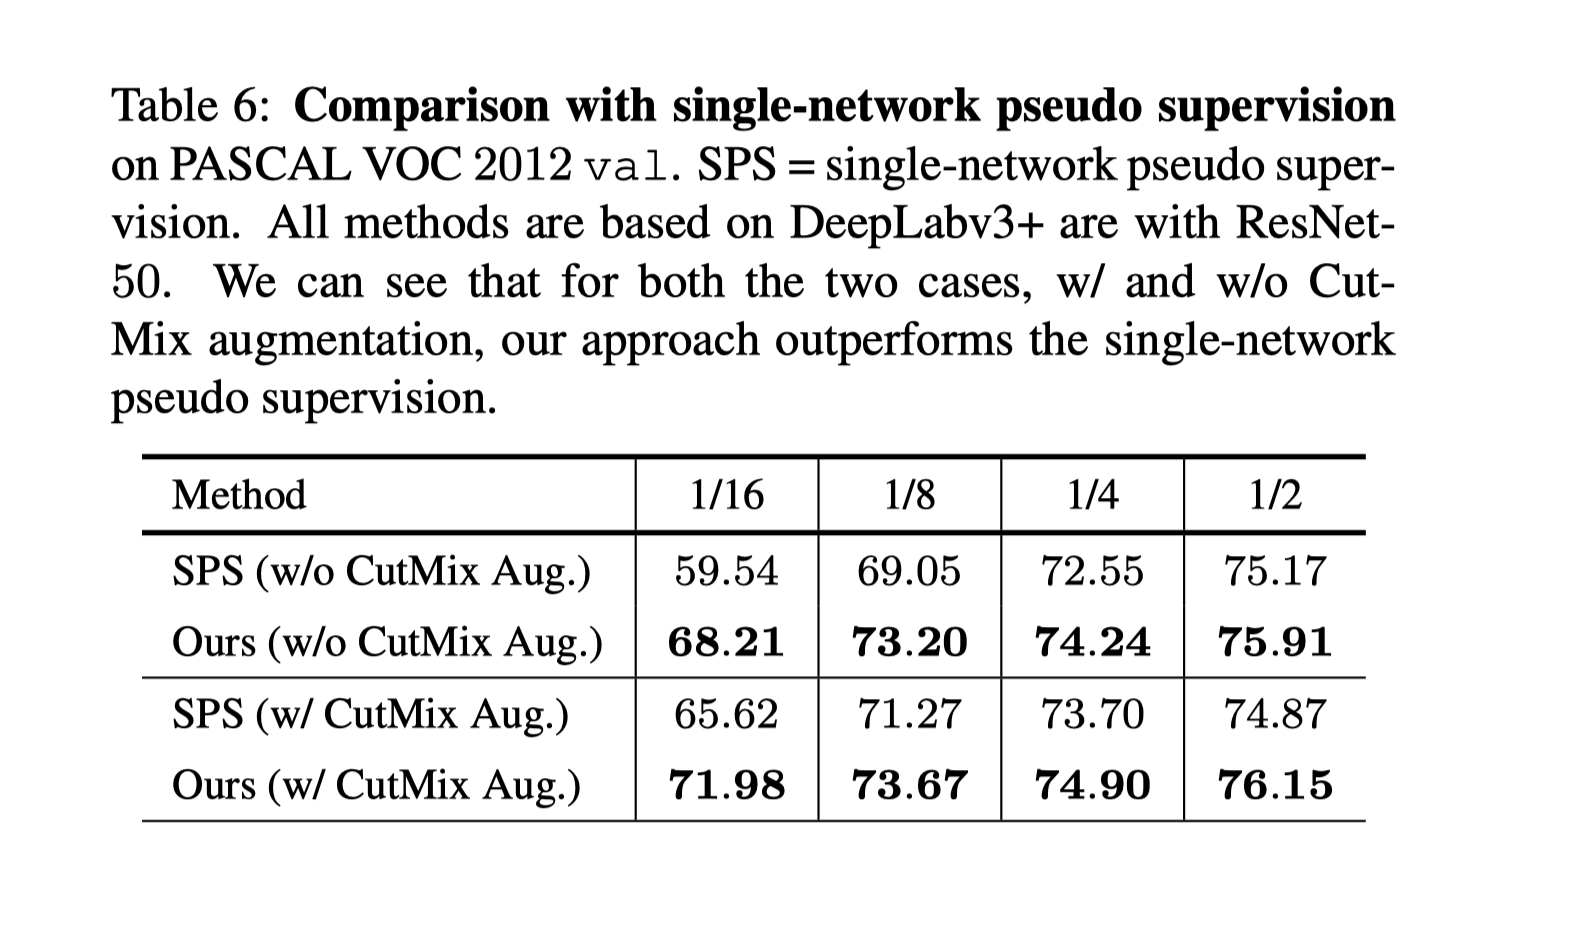 Table 6: Comparison with single-network pseudo supervision
on PASCAL VOC 2012 val. SPS = single-network pseudo super-
vision. All methods are based on DeepLabv3+ are with ResNet-
50. We can see that for both the two cases, w/ and w/o Cut-
Mix augmentation, our approach outperforms the single-network
pseudo supervision.
Method 1/16 1/8 1/4 1/2
SPS (w/o CutMix Aug.) 59.54 69.05 72.55 75.17
Ours (w/o CutMix Aug.) 68.21 73.20 74.24 75.91
SPS (w/ CutMix Aug.) 65.62 71.27 73.70 74.87
Ours (w/ CutMix Aug.) 71.98 73.67 74.90 76.15